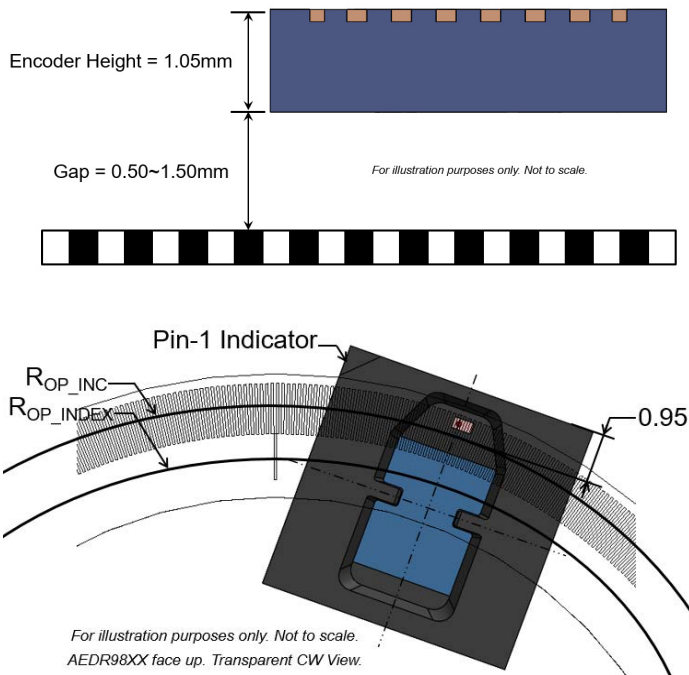 Encoder Height = 1.05mm
Gap = 0.50~1.50mm
For illustration purposes only. Not to scale.
Pin-1 Indicator
ROP_INC
ROP_INDEX
0.95
For illustration purposes only. Not to scale.
AEDR98XX face up. Transparent CW View.